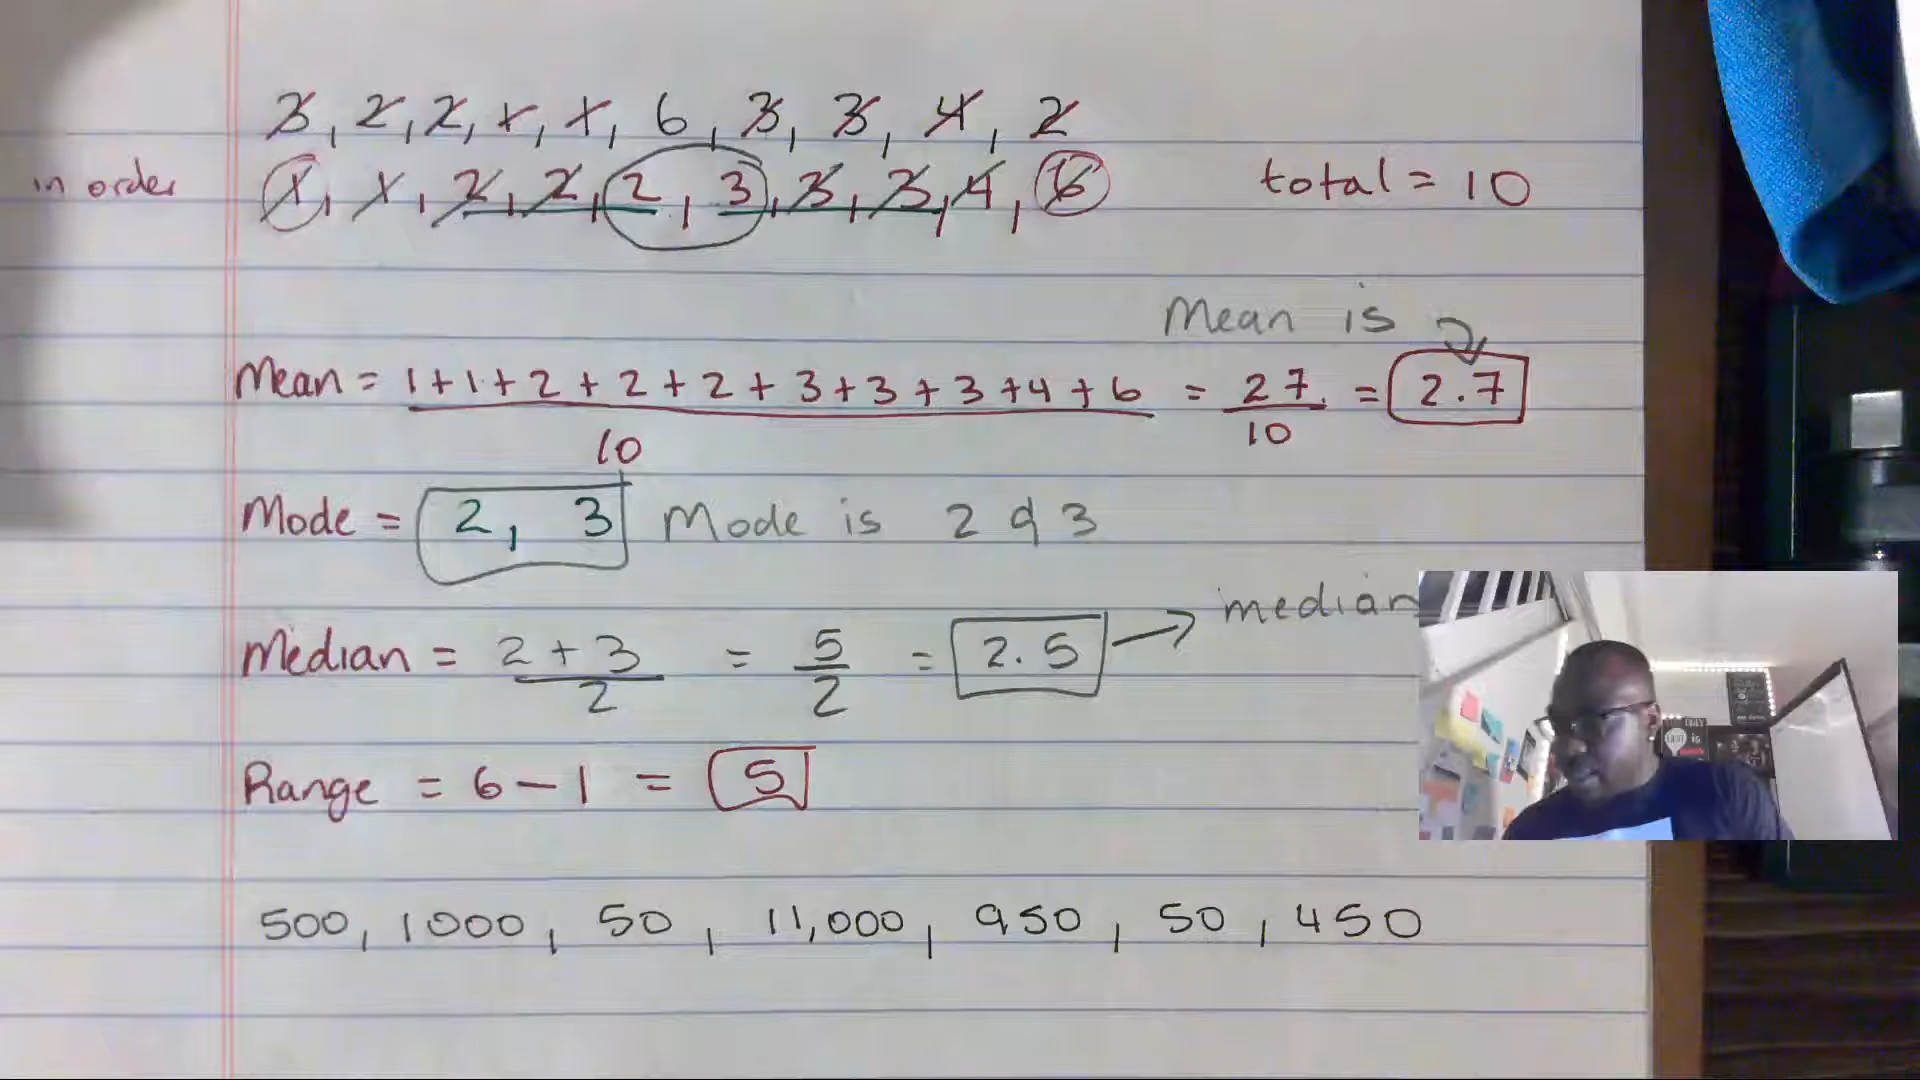 3, 2, 2, 1, 1, 6, 3, 3, 4, 2
in order 1, 1, 2, 2, 2, 3, 3, 3, 4, 6 total = 10
Mean is
Mean = 1+1+2+2+2+3+3+3+4+6 = 27 = 2.7
10 10
Mode = 2, 3 Mode is 2 & 3
median
Median = 2+3 = 5 = 2.5
2 2
Range = 6 - 1 = 5
500, 1000, 50, 11,000, 950, 50, 450